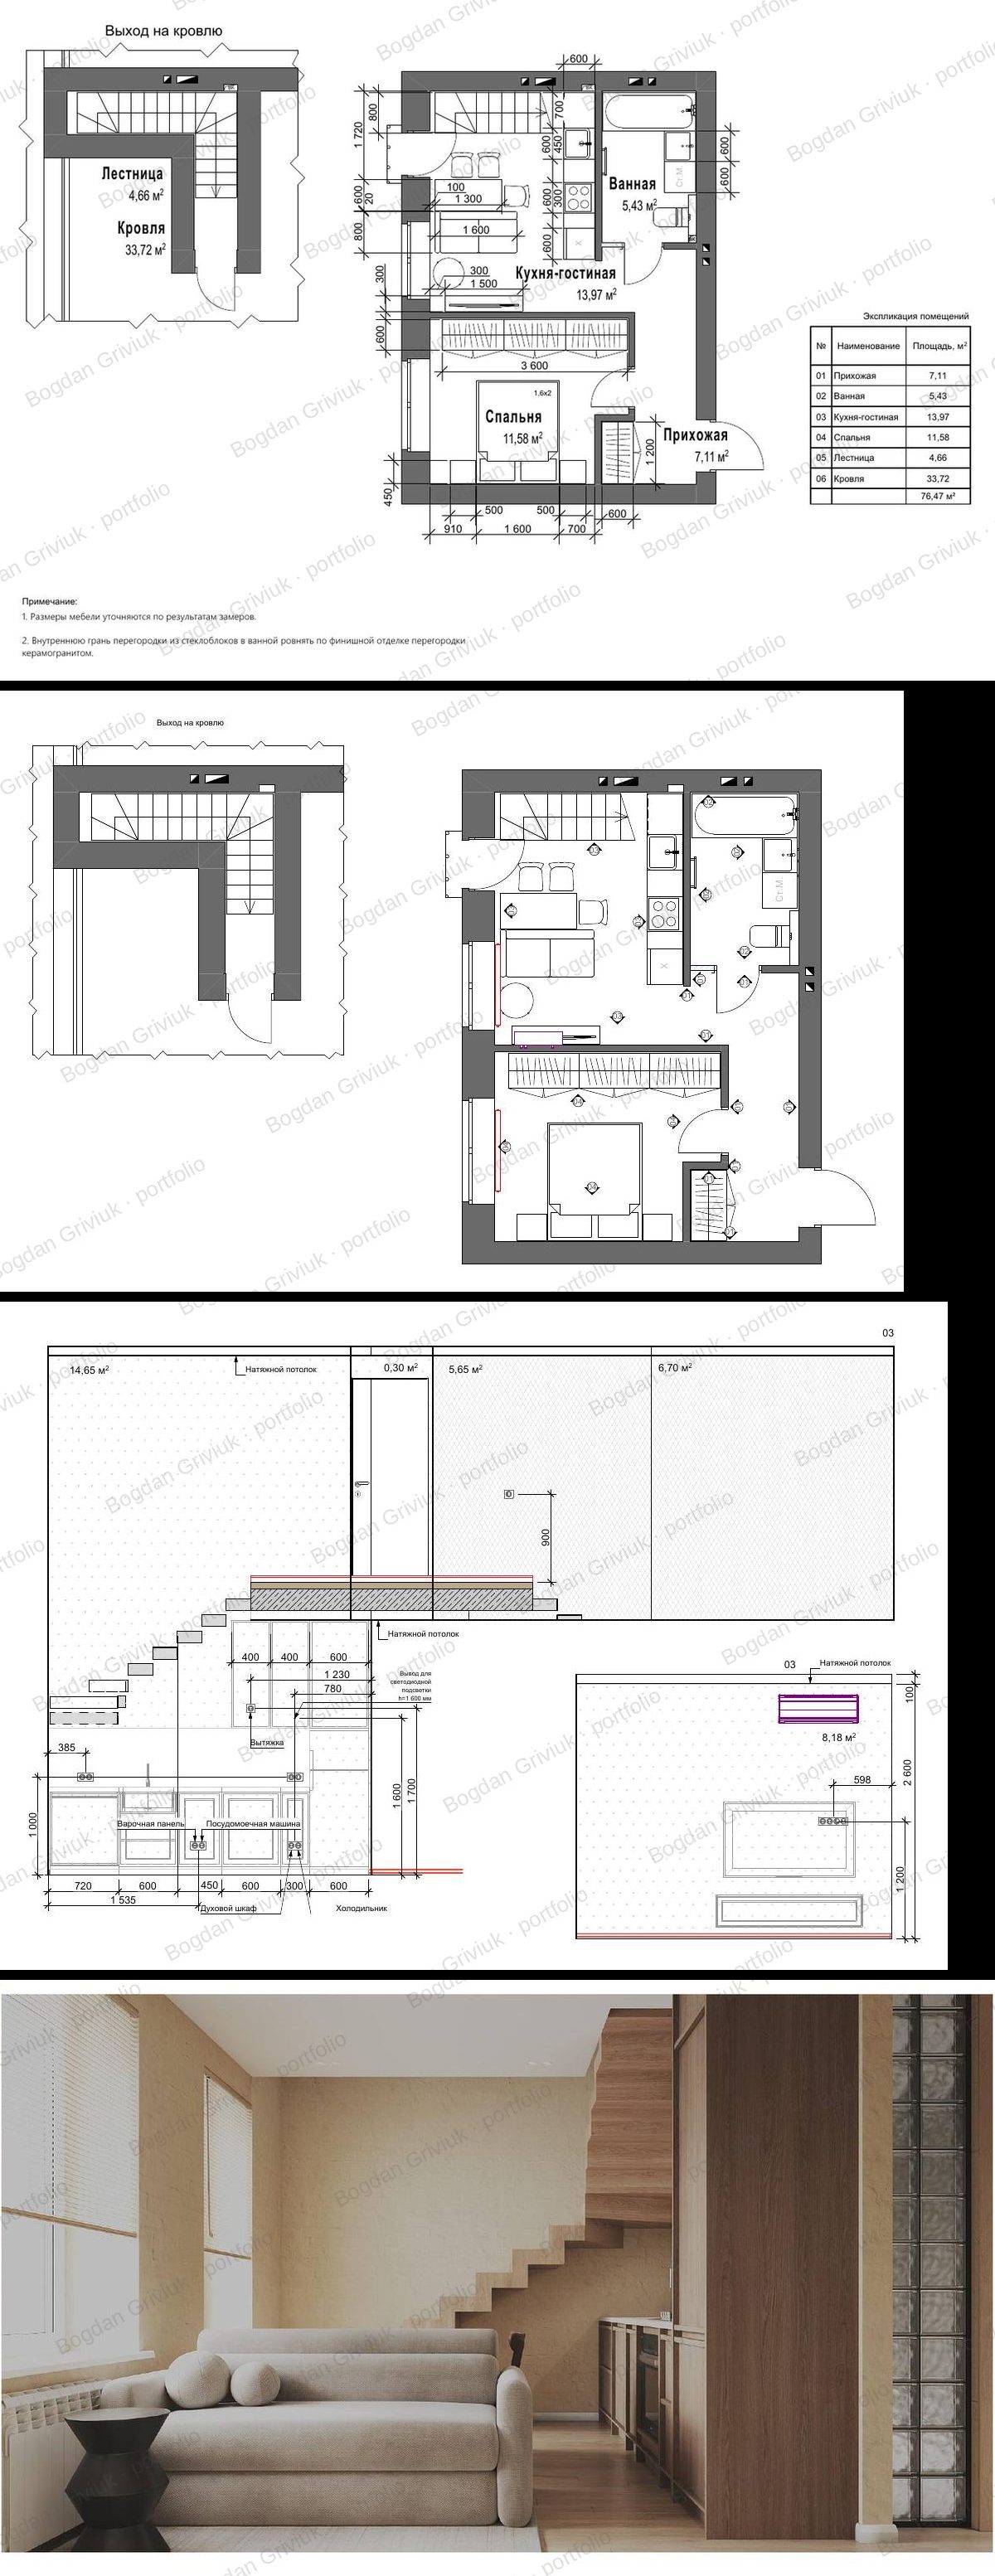 Выход на кровлю
Лестница
4,66 м²
Кровля
33,72 м²
600
800
1 720
700
450
600
600
300
600
600
20
800
100
1 300
1 600
300
1 500
300
600
Ванная
5,43 м²
Ст.М.
600
600
Кухня-гостиная
13,97 м²
X
3 600
1,6x2
Спальня
11,58 м²
Прихожая
7,11 м²
1 200
450
500
500
600
910
1 600
700
Экспликация помещений
№ Наименование Площадь, м²
01 Прихожая 7,11
02 Ванная 5,43
03 Кухня-гостиная 13,97
04 Спальня 11,58
05 Лестница 4,66
06 Кровля 33,72
76,47 м²
Примечание:
1. Размеры мебели уточняются по результатам замеров.
2. Внутреннюю грань перегородки из стеклоблоков в ванной ровнять по финишной отделке перегородки
керамогранитом.
Выход на кровлю
Ст.М.
X
03
14,65 м²
Натяжной потолок
0,30 м²
5,65 м²
6,70 м²
900
Натяжной потолок
400
400
600
1 230
780
Вывод для
светодиодной
подсветки
h=1 600 мм
Вытяжка
385
1 000
1 600
1 700
Варочная панель
Посудомоечная машина
720
600
450
600
300
600
1 535
Духовой шкаф
Холодильник
03
Натяжной потолок
100
8,18 м²
598
2 600
1 200
Bogdan Griviuk · portfolio